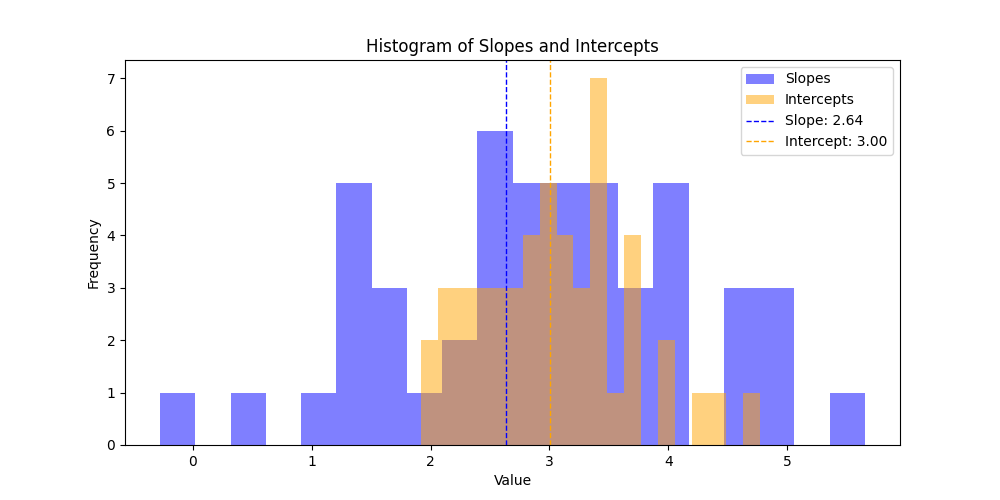 Histogram of Slopes and Intercepts
Slopes
Intercepts
Slope: 2.64
Intercept: 3.00
Frequency
7
6
5
4
3
2
1
0
0 1 2 3 4 5
Value